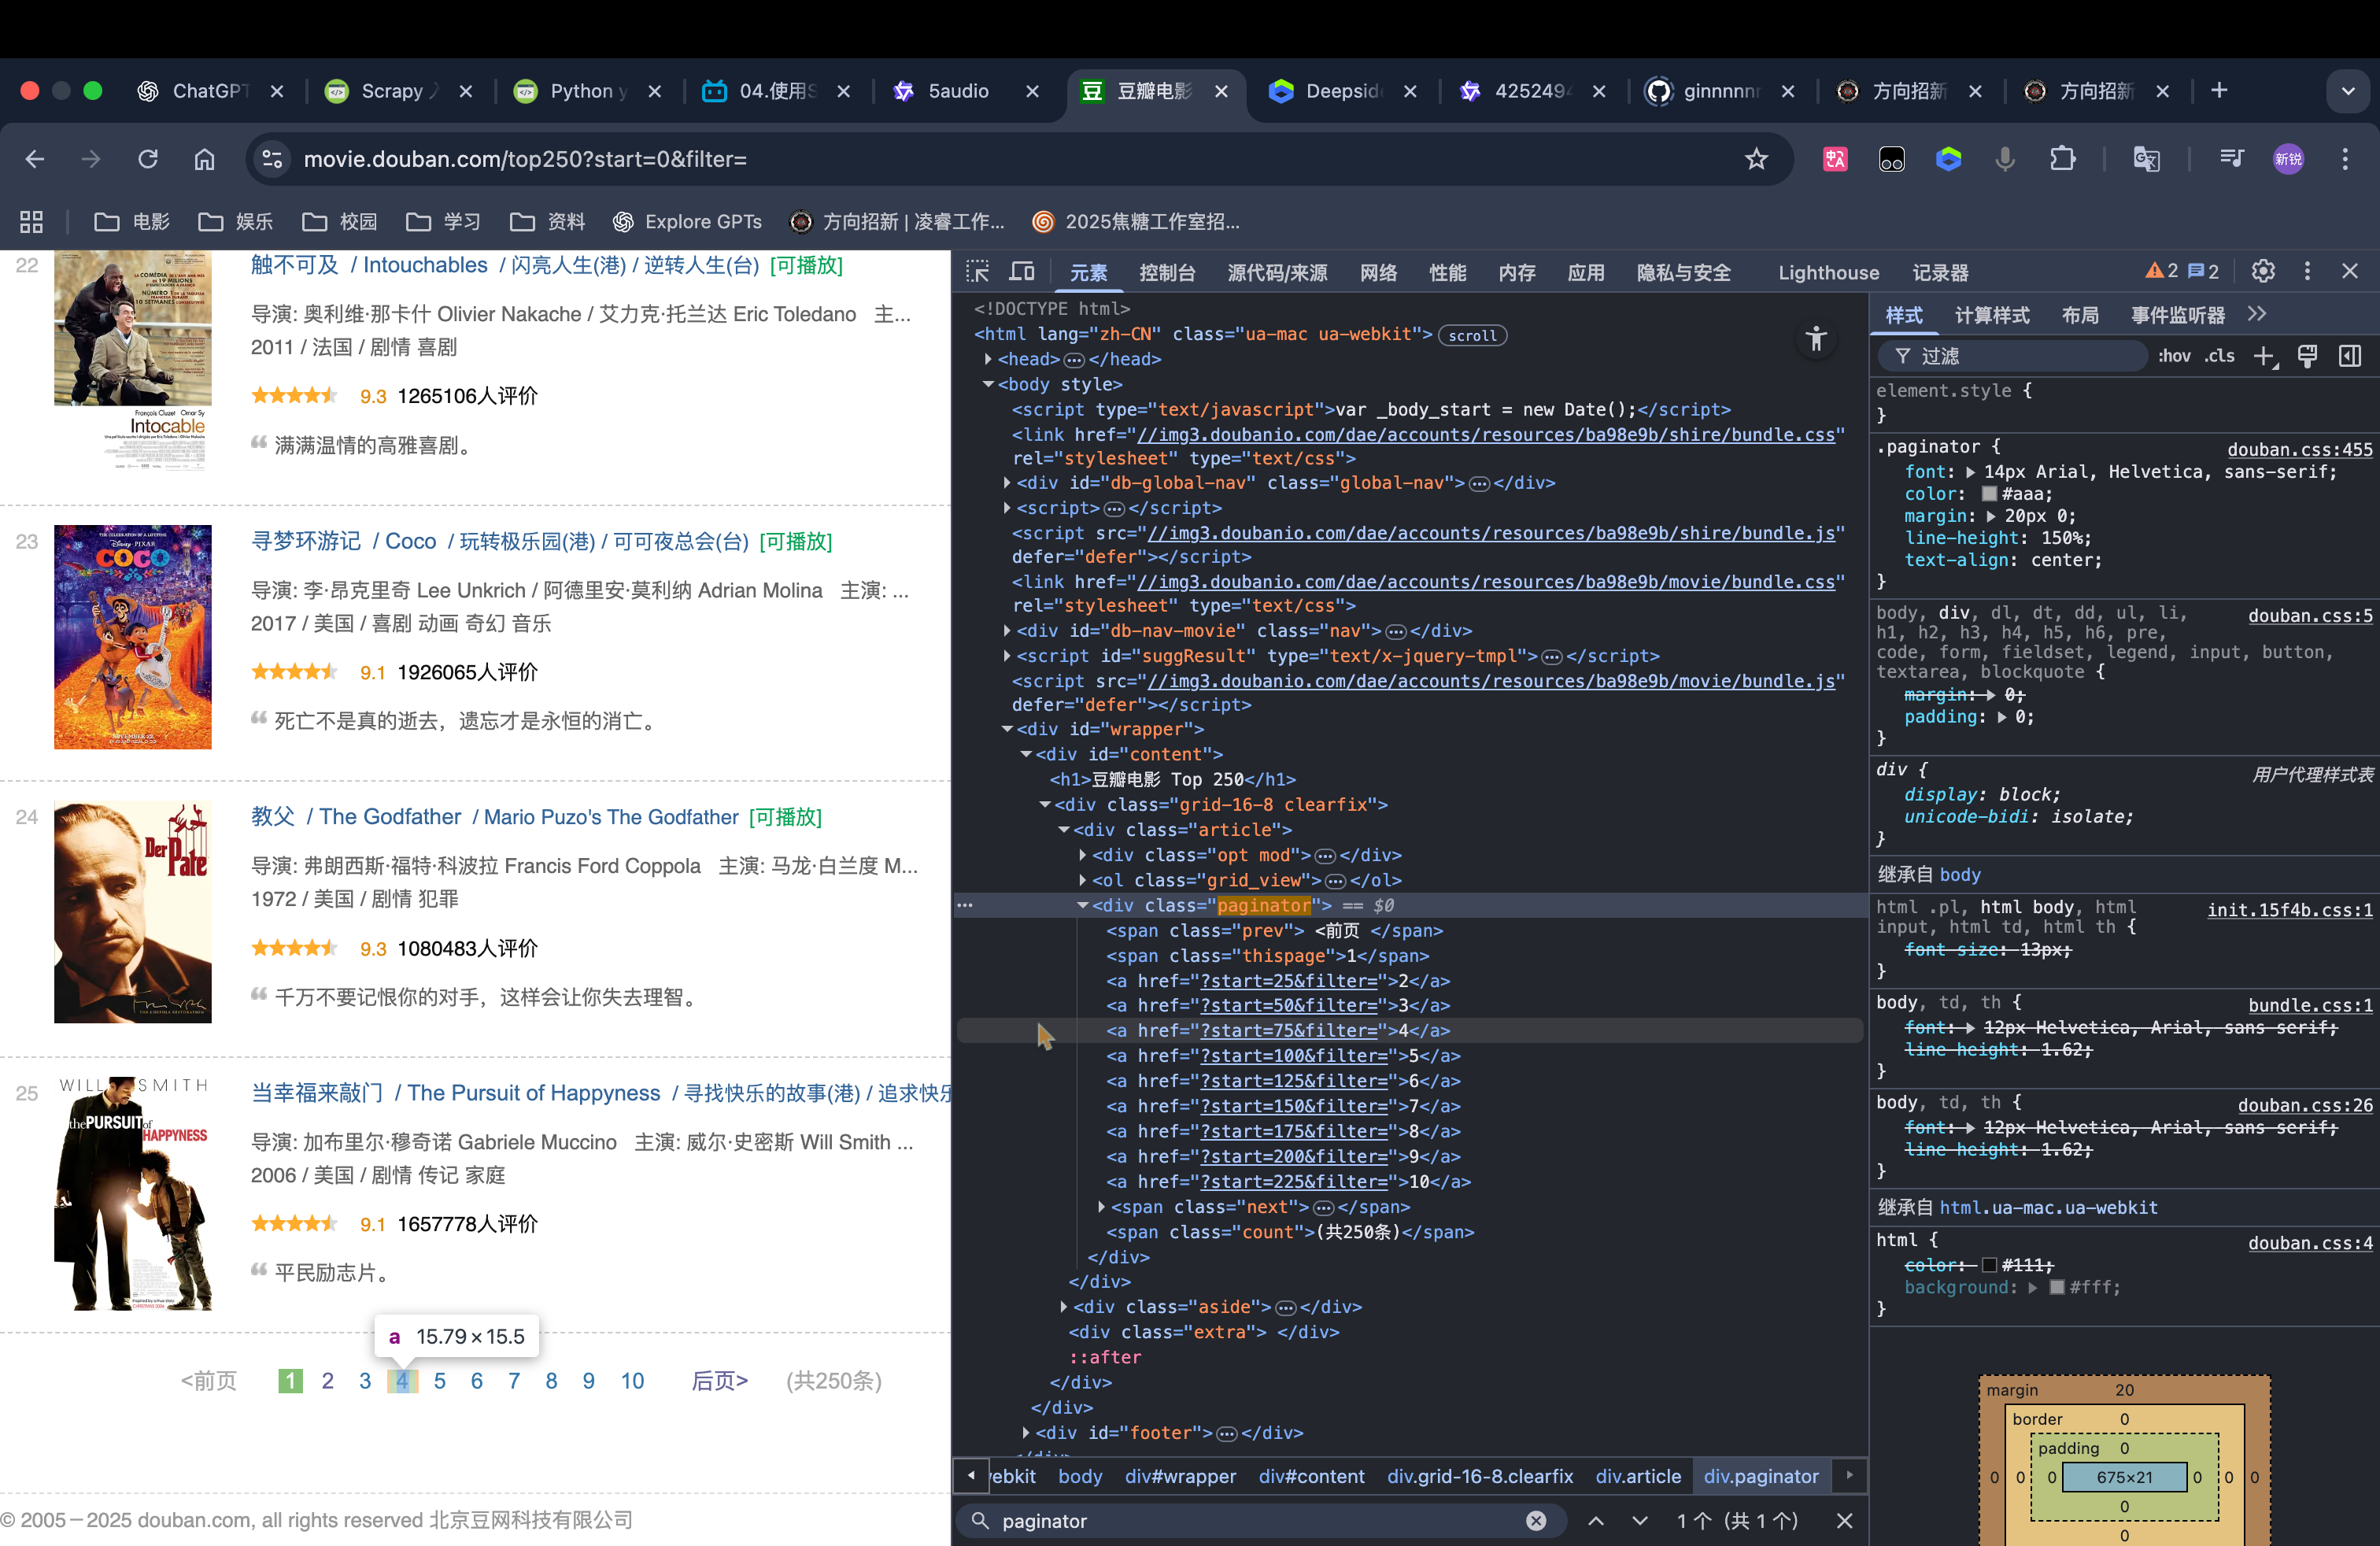 ChatGPT
Scrapy
Python
04.使用S
5audio
豆瓣电影
Deepsid
4252494
ginnnnn
方向招新
方向招新
movie.douban.com/top250?start=0&filter=
新锐
电影
娱乐
校园
学习
资料
Explore GPTs
方向招新 | 凌睿工作...
2025焦糖工作室招...
22
触不可及 / Intouchables / 闪亮人生(港) / 逆转人生(台) [可播放]
导演: 奥利维·那卡什 Olivier Nakache / 艾力克·托兰达 Eric Toledano 主...
2011 / 法国 / 剧情 喜剧
9.3 1265106人评价
满满温情的高雅喜剧。
François Cluzet Omar Sy
Intocable
23
寻梦环游记 / Coco / 玩转极乐园(港) / 可可夜总会(台) [可播放]
导演: 李·昂克里奇 Lee Unkrich / 阿德里安·莫利纳 Adrian Molina 主演: ...
2017 / 美国 / 喜剧 动画 奇幻 音乐
9.1 1926065人评价
死亡不是真的逝去，遗忘才是永恒的消亡。
COCO
24
教父 / The Godfather / Mario Puzo's The Godfather [可播放]
导演: 弗朗西斯·福特·科波拉 Francis Ford Coppola 主演: 马龙·白兰度 M...
1972 / 美国 / 剧情 犯罪
9.3 1080483人评价
千万不要记恨你的对手，这样会让你失去理智。
Der
Pate
25
当幸福来敲门 / The Pursuit of Happyness / 寻找快乐的故事(港) / 追求快乐
导演: 加布里尔·穆奇诺 Gabriele Muccino 主演: 威尔·史密斯 Will Smith ...
2006 / 美国 / 剧情 传记 家庭
9.1 1657778人评价
平民励志片。
WILL SMITH
the PURSUIT of
HAPPYNESS
a 15.79×15.5
<前页 1 2 3 4 5 6 7 8 9 10 后页> (共250条)
© 2005－2025 douban.com, all rights reserved 北京豆网科技有限公司
元素 控制台 源代码/来源 网络 性能 内存 应用 隐私与安全 Lighthouse 记录器 2 2
<!DOCTYPE html>
<html lang="zh-CN" class="ua-mac ua-webkit"> scroll
<head>…</head>
<body style>
<script type="text/javascript">var _body_start = new Date();</script>
<link href="//img3.doubanio.com/dae/accounts/resources/ba98e9b/shire/bundle.css"
rel="stylesheet" type="text/css">
<div id="db-global-nav" class="global-nav">…</div>
<script>…</script>
<script src="//img3.doubanio.com/dae/accounts/resources/ba98e9b/shire/bundle.js"
defer="defer"></script>
<link href="//img3.doubanio.com/dae/accounts/resources/ba98e9b/movie/bundle.css"
rel="stylesheet" type="text/css">
<div id="db-nav-movie" class="nav">…</div>
<script id="suggResult" type="text/x-jquery-tmpl">…</script>
<script src="//img3.doubanio.com/dae/accounts/resources/ba98e9b/movie/bundle.js"
defer="defer"></script>
<div id="wrapper">
<div id="content">
<h1>豆瓣电影 Top 250</h1>
<div class="grid-16-8 clearfix">
<div class="article">
<div class="opt mod">…</div>
<ol class="grid_view">…</ol>
<div class="paginator"> == $0
<span class="prev"> <前页 </span>
<span class="thispage">1</span>
<a href="?start=25&filter=">2</a>
<a href="?start=50&filter=">3</a>
<a href="?start=75&filter=">4</a>
<a href="?start=100&filter=">5</a>
<a href="?start=125&filter=">6</a>
<a href="?start=150&filter=">7</a>
<a href="?start=175&filter=">8</a>
<a href="?start=200&filter=">9</a>
<a href="?start=225&filter=">10</a>
<span class="next">…</span>
<span class="count">(共250条)</span>
</div>
</div>
<div class="aside">…</div>
<div class="extra"> </div>
::after
</div>
</div>
<div id="footer">…</div>
ebkit body div#wrapper div#content div.grid-16-8.clearfix div.article div.paginator
paginator
1个 (共1个)
样式 计算样式 布局 事件监听器
过滤 :hov .cls
element.style {
}
.paginator { douban.css:455
font: 14px Arial, Helvetica, sans-serif;
color: #aaa;
margin: 20px 0;
line-height: 150%;
text-align: center;
}
body, div, dl, dt, dd, ul, li, douban.css:5
h1, h2, h3, h4, h5, h6, pre,
code, form, fieldset, legend, input, button,
textarea, blockquote {
margin: 0;
padding: 0;
}
div { 用户代理样式表
display: block;
unicode-bidi: isolate;
}
继承自 body
html .pl, html body, html init.15f4b.css:1
input, html td, html th {
font-size: 13px;
}
body, td, th { bundle.css:1
font: 12px Helvetica, Arial, sans-serif;
line-height: 1.62;
}
body, td, th { douban.css:26
font: 12px Helvetica, Arial, sans-serif;
line-height: 1.62;
}
继承自 html.ua-mac.ua-webkit
html { douban.css:4
color: #111;
background: #fff;
}
margin 20
border 0
padding 0
0 0 0 675×21 0 0 0
0
0